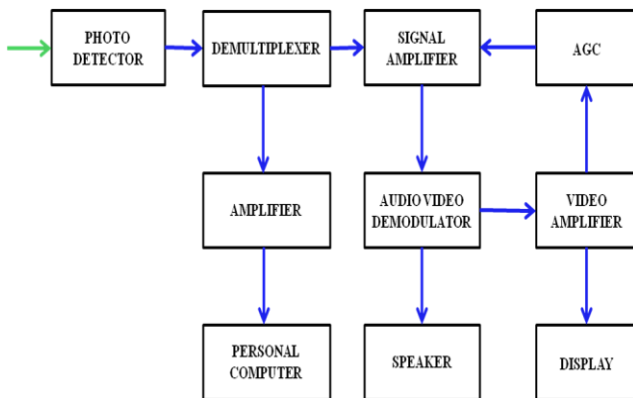 PHOTO
DETECTOR
DEMULTIPLEXER
SIGNAL
AMPLIFIER
AGC
AMPLIFIER
AUDIO VIDEO
DEMODULATOR
VIDEO
AMPLIFIER
PERSONAL
COMPUTER
SPEAKER
DISPLAY